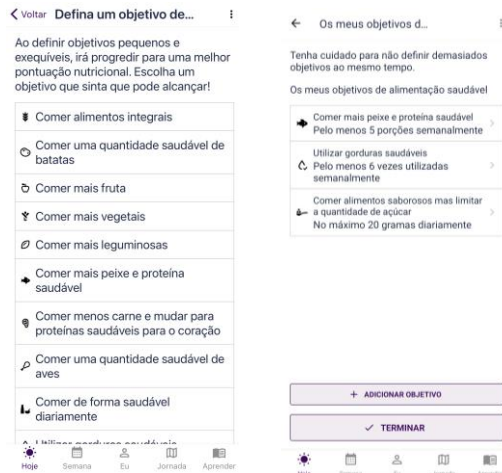 Voltar Defina um objetivo de...
Ao definir objetivos pequenos e
exequíveis, irá progredir para uma melhor
pontuação nutricional. Escolha um
objetivo que sinta que pode alcançar!
Comer alimentos integrais
Comer uma quantidade saudável de
batatas
Comer mais fruta
Comer mais vegetais
Comer mais leguminosas
Comer mais peixe e proteína
saudável
Comer menos carne e mudar para
proteínas saudáveis para o coração
Comer uma quantidade saudável de
aves
Comer de forma saudável
diariamente
Utilizar gorduras saudáveis
Hoje Semana Eu Jornada Aprender
Os meus objetivos d...
Tenha cuidado para não definir demasiados
objetivos ao mesmo tempo.
Os meus objetivos de alimentação saudável
Comer mais peixe e proteína saudável
Pelo menos 5 porções semanalmente
Utilizar gorduras saudáveis
Pelo menos 6 vezes utilizadas
semanalmente
Comer alimentos saborosos mas limitar
a quantidade de açúcar
No máximo 20 gramas diariamente
+ ADICIONAR OBJETIVO
✓ TERMINAR